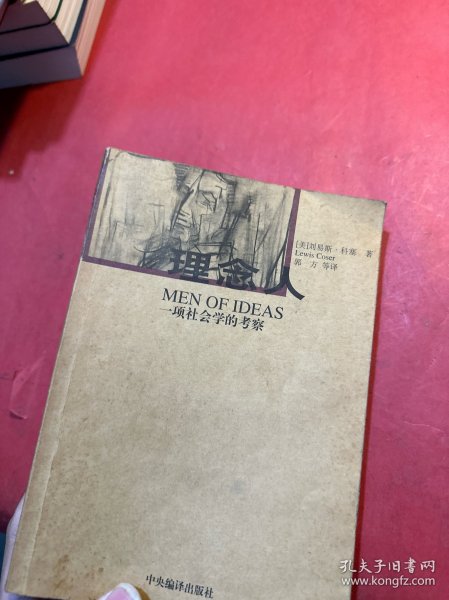 [美]刘易斯·科塞 著
Lewis Coser
郭 方 等译
理念人
MEN OF IDEAS
一项社会学的考察
中央编译出版社
孔夫子旧书网
www.kongfz.com